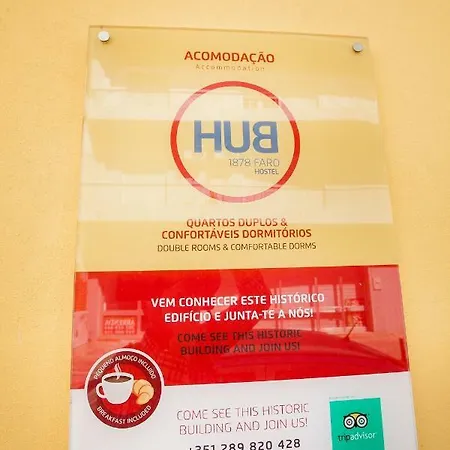 ACOMODAÇÃO
Accommodation
HUB
1878 FARO
HOSTEL
QUARTOS DUPLOS &
CONFORTÁVEIS DORMITÓRIOS
DOUBLE ROOMS & COMFORTABLE DORMS
VEM CONHECER ESTE HISTÓRICO
EDIFÍCIO E JUNTA-TE A NÓS!
COME SEE THIS HISTORIC
BUILDING AND JOIN US!
PEQUENO ALMOÇO INCLUIDO
BREAKFAST INCLUDED
COME SEE THIS HISTORIC
BUILDING AND JOIN US!
+351 289 820 428
tripadvisor